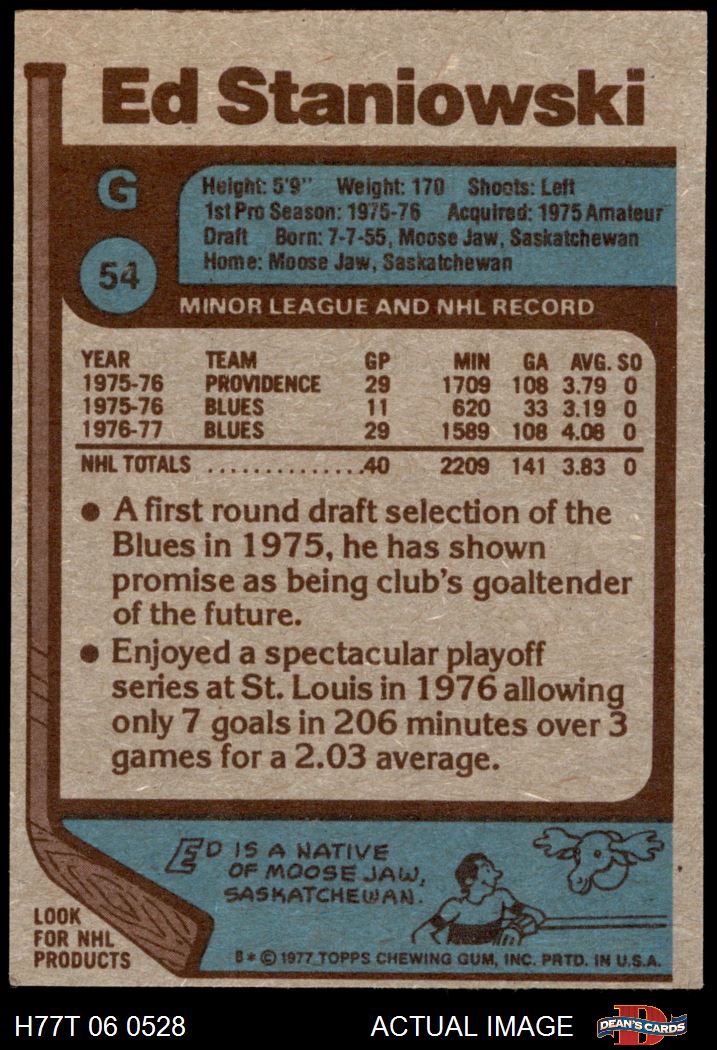 Ed Staniowski
G
54
Height: 5'9" Weight: 170 Shoots: Left
1st Pro Season: 1975-76 Acquired: 1975 Amateur
Draft Born: 7-7-55, Moose Jaw, Saskatchewan
Home: Moose Jaw, Saskatchewan
MINOR LEAGUE AND NHL RECORD
YEAR TEAM GP MIN GA AVG. SO
1975-76 PROVIDENCE 29 1709 108 3.79 0
1975-76 BLUES 11 620 33 3.19 0
1976-77 BLUES 29 1589 108 4.08 0
NHL TOTALS ..............40 2209 141 3.83 0
● A first round draft selection of the
Blues in 1975, he has shown
promise as being club's goaltender
of the future.
● Enjoyed a spectacular playoff
series at St. Louis in 1976 allowing
only 7 goals in 206 minutes over 3
games for a 2.03 average.
ED IS A NATIVE
OF MOOSE JAW,
SASKATCHEWAN.
LOOK
FOR NHL
PRODUCTS
B * © 1977 TOPPS CHEWING GUM, INC. PRTD. IN U.S.A.
H77T 06 0528 ACTUAL IMAGE D DEAN'S CARDS